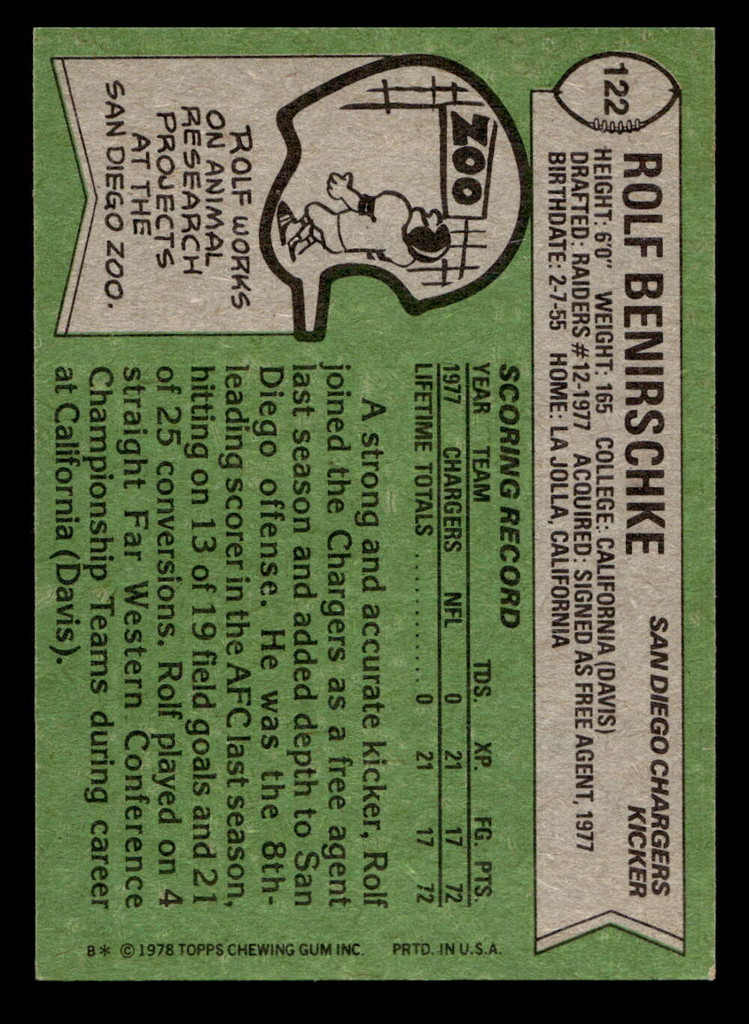 122
ROLF BENIRSCHKE
SAN DIEGO CHARGERS
KICKER
HEIGHT: 6'0" WEIGHT: 165 COLLEGE: CALIFORNIA (DAVIS)
DRAFTED: RAIDERS #12-1977 ACQUIRED: SIGNED AS FREE AGENT, 1977
BIRTHDATE: 2-7-55 HOME: LA JOLLA, CALIFORNIA
ZOO
ROLF WORKS
ON ANIMAL
RESEARCH
PROJECTS
AT THE
SAN DIEGO ZOO.
SCORING RECORD
YEAR TEAM TDS. XP. FG. PTS.
1977 CHARGERS NFL 0 21 17 72
LIFETIME TOTALS ............ 0 21 17 72
A strong and accurate kicker, Rolf
joined the Chargers as a free agent
last season and added depth to San
Diego offense. He was the 8th-
leading scorer in the AFC last season,
hitting on 13 of 19 field goals and 21
of 25 conversions. Rolf played on 4
straight Far Western Conference
Championship Teams during career
at California (Davis).
B* © 1978 TOPPS CHEWING GUM INC. PRTD. IN U.S.A.